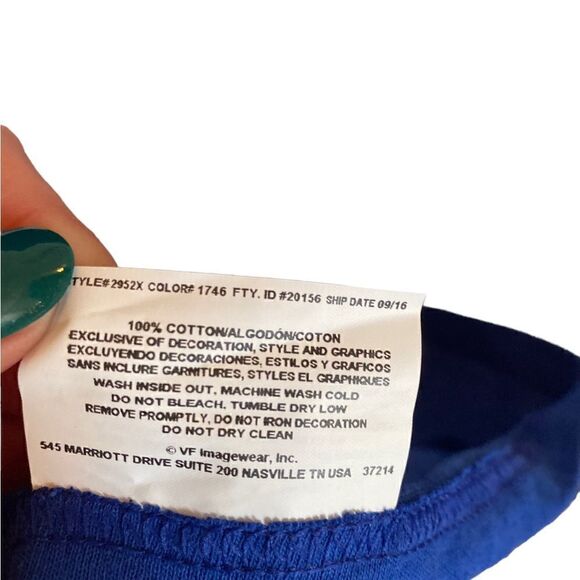 TYLE#2952X COLOR# 1746 FTY. ID #20156 SHIP DATE 09/16
100% COTTON/ALGODÓN/COTON
EXCLUSIVE OF DECORATION, STYLE AND GRAPHICS
EXCLUYENDO DECORACIONES, ESTILOS Y GRAFICOS
SANS INCLUIRE GARNITURES, STYLES EL GRAPHIQUES
WASH INSIDE OUT, MACHINE WASH COLD
DO NOT BLEACH, TUMBLE DRY LOW
REMOVE PROMPTLY, DO NOT IRON DECORATION
DO NOT DRY CLEAN
© VF Imagewear, Inc.
545 MARRIOTT DRIVE SUITE 200 NASVILLE TN USA 37214